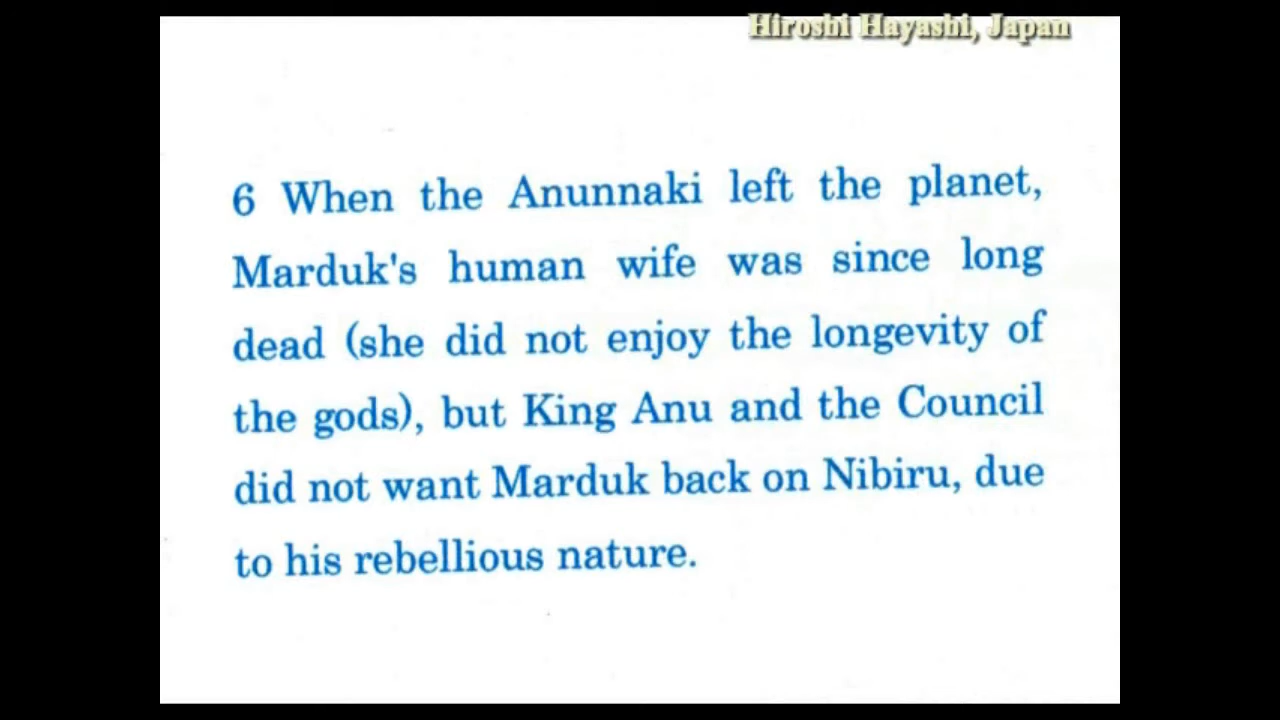 Hiroshi Hayashi, Japan
6 When the Anunnaki left the planet,
Marduk's human wife was since long
dead (she did not enjoy the longevity of
the gods), but King Anu and the Council
did not want Marduk back on Nibiru, due
to his rebellious nature.